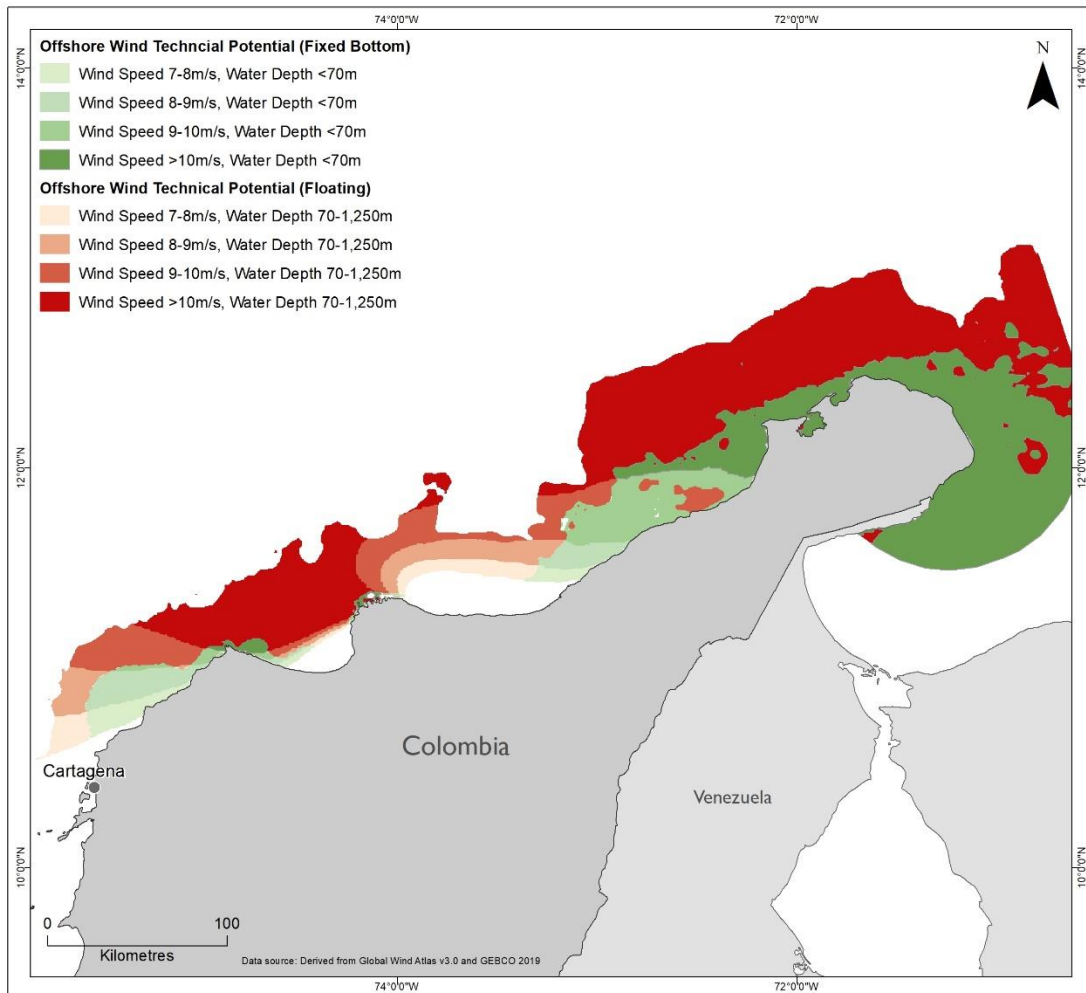 74°0'0"W 72°0'0"W
Offshore Wind Techncial Potential (Fixed Bottom)
Wind Speed 7-8m/s, Water Depth <70m
Wind Speed 8-9m/s, Water Depth <70m
Wind Speed 9-10m/s, Water Depth <70m
Wind Speed >10m/s, Water Depth <70m
Offshore Wind Technical Potential (Floating)
Wind Speed 7-8m/s, Water Depth 70-1,250m
Wind Speed 8-9m/s, Water Depth 70-1,250m
Wind Speed 9-10m/s, Water Depth 70-1,250m
Wind Speed >10m/s, Water Depth 70-1,250m
N
14°0'0"N
14°0'0"N
12°0'0"N
12°0'0"N
Colombia
Cartagena
Venezuela
10°0'0"N
10°0'0"N
0 100
Kilometres
Data source: Derived from Global Wind Atlas v3.0 and GEBCO 2019
74°0'0"W 72°0'0"W